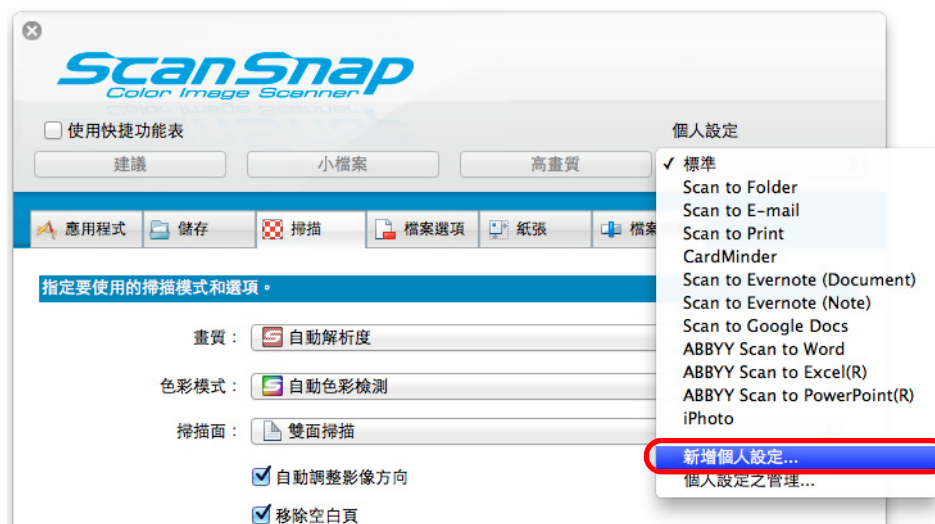 ScanSnap
Color Image Scanner
使用快捷功能表
個人設定
建議
小檔案
高畫質
✓ 標準
Scan to Folder
Scan to E-mail
Scan to Print
CardMinder
Scan to Evernote (Document)
Scan to Evernote (Note)
Scan to Google Docs
ABBYY Scan to Word
ABBYY Scan to Excel(R)
ABBYY Scan to PowerPoint(R)
iPhoto
新增個人設定...
個人設定之管理...
應用程式
儲存
掃描
檔案選項
紙張
檔案
指定要使用的掃描模式和選項。
畫質：
自動解析度
色彩模式：
自動色彩檢測
掃描面：
雙面掃描
自動調整影像方向
移除空白頁